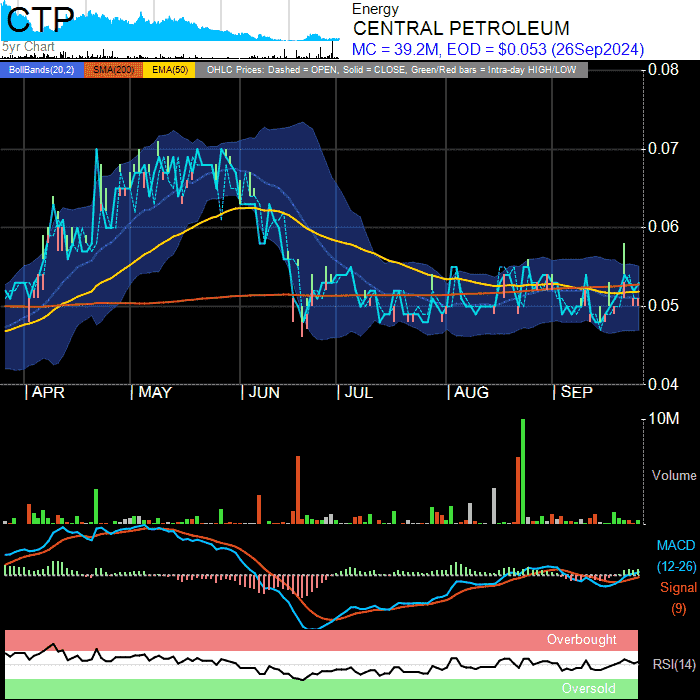 CTP
5yr Chart
Energy
CENTRAL PETROLEUM
MC = 39.2M, EOD = $0.053 (26Sep2024)
BollBands(20,2) SMA(200) EMA(50) OHLC Prices: Dashed = OPEN, Solid = CLOSE, Green/Red bars = Intra-day HIGH/LOW
0.08
0.07
0.06
0.05
0.04
APR MAY JUN JUL AUG SEP
10M
Volume
MACD
(12-26)
Signal
(9)
Overbought
RSI(14)
Oversold